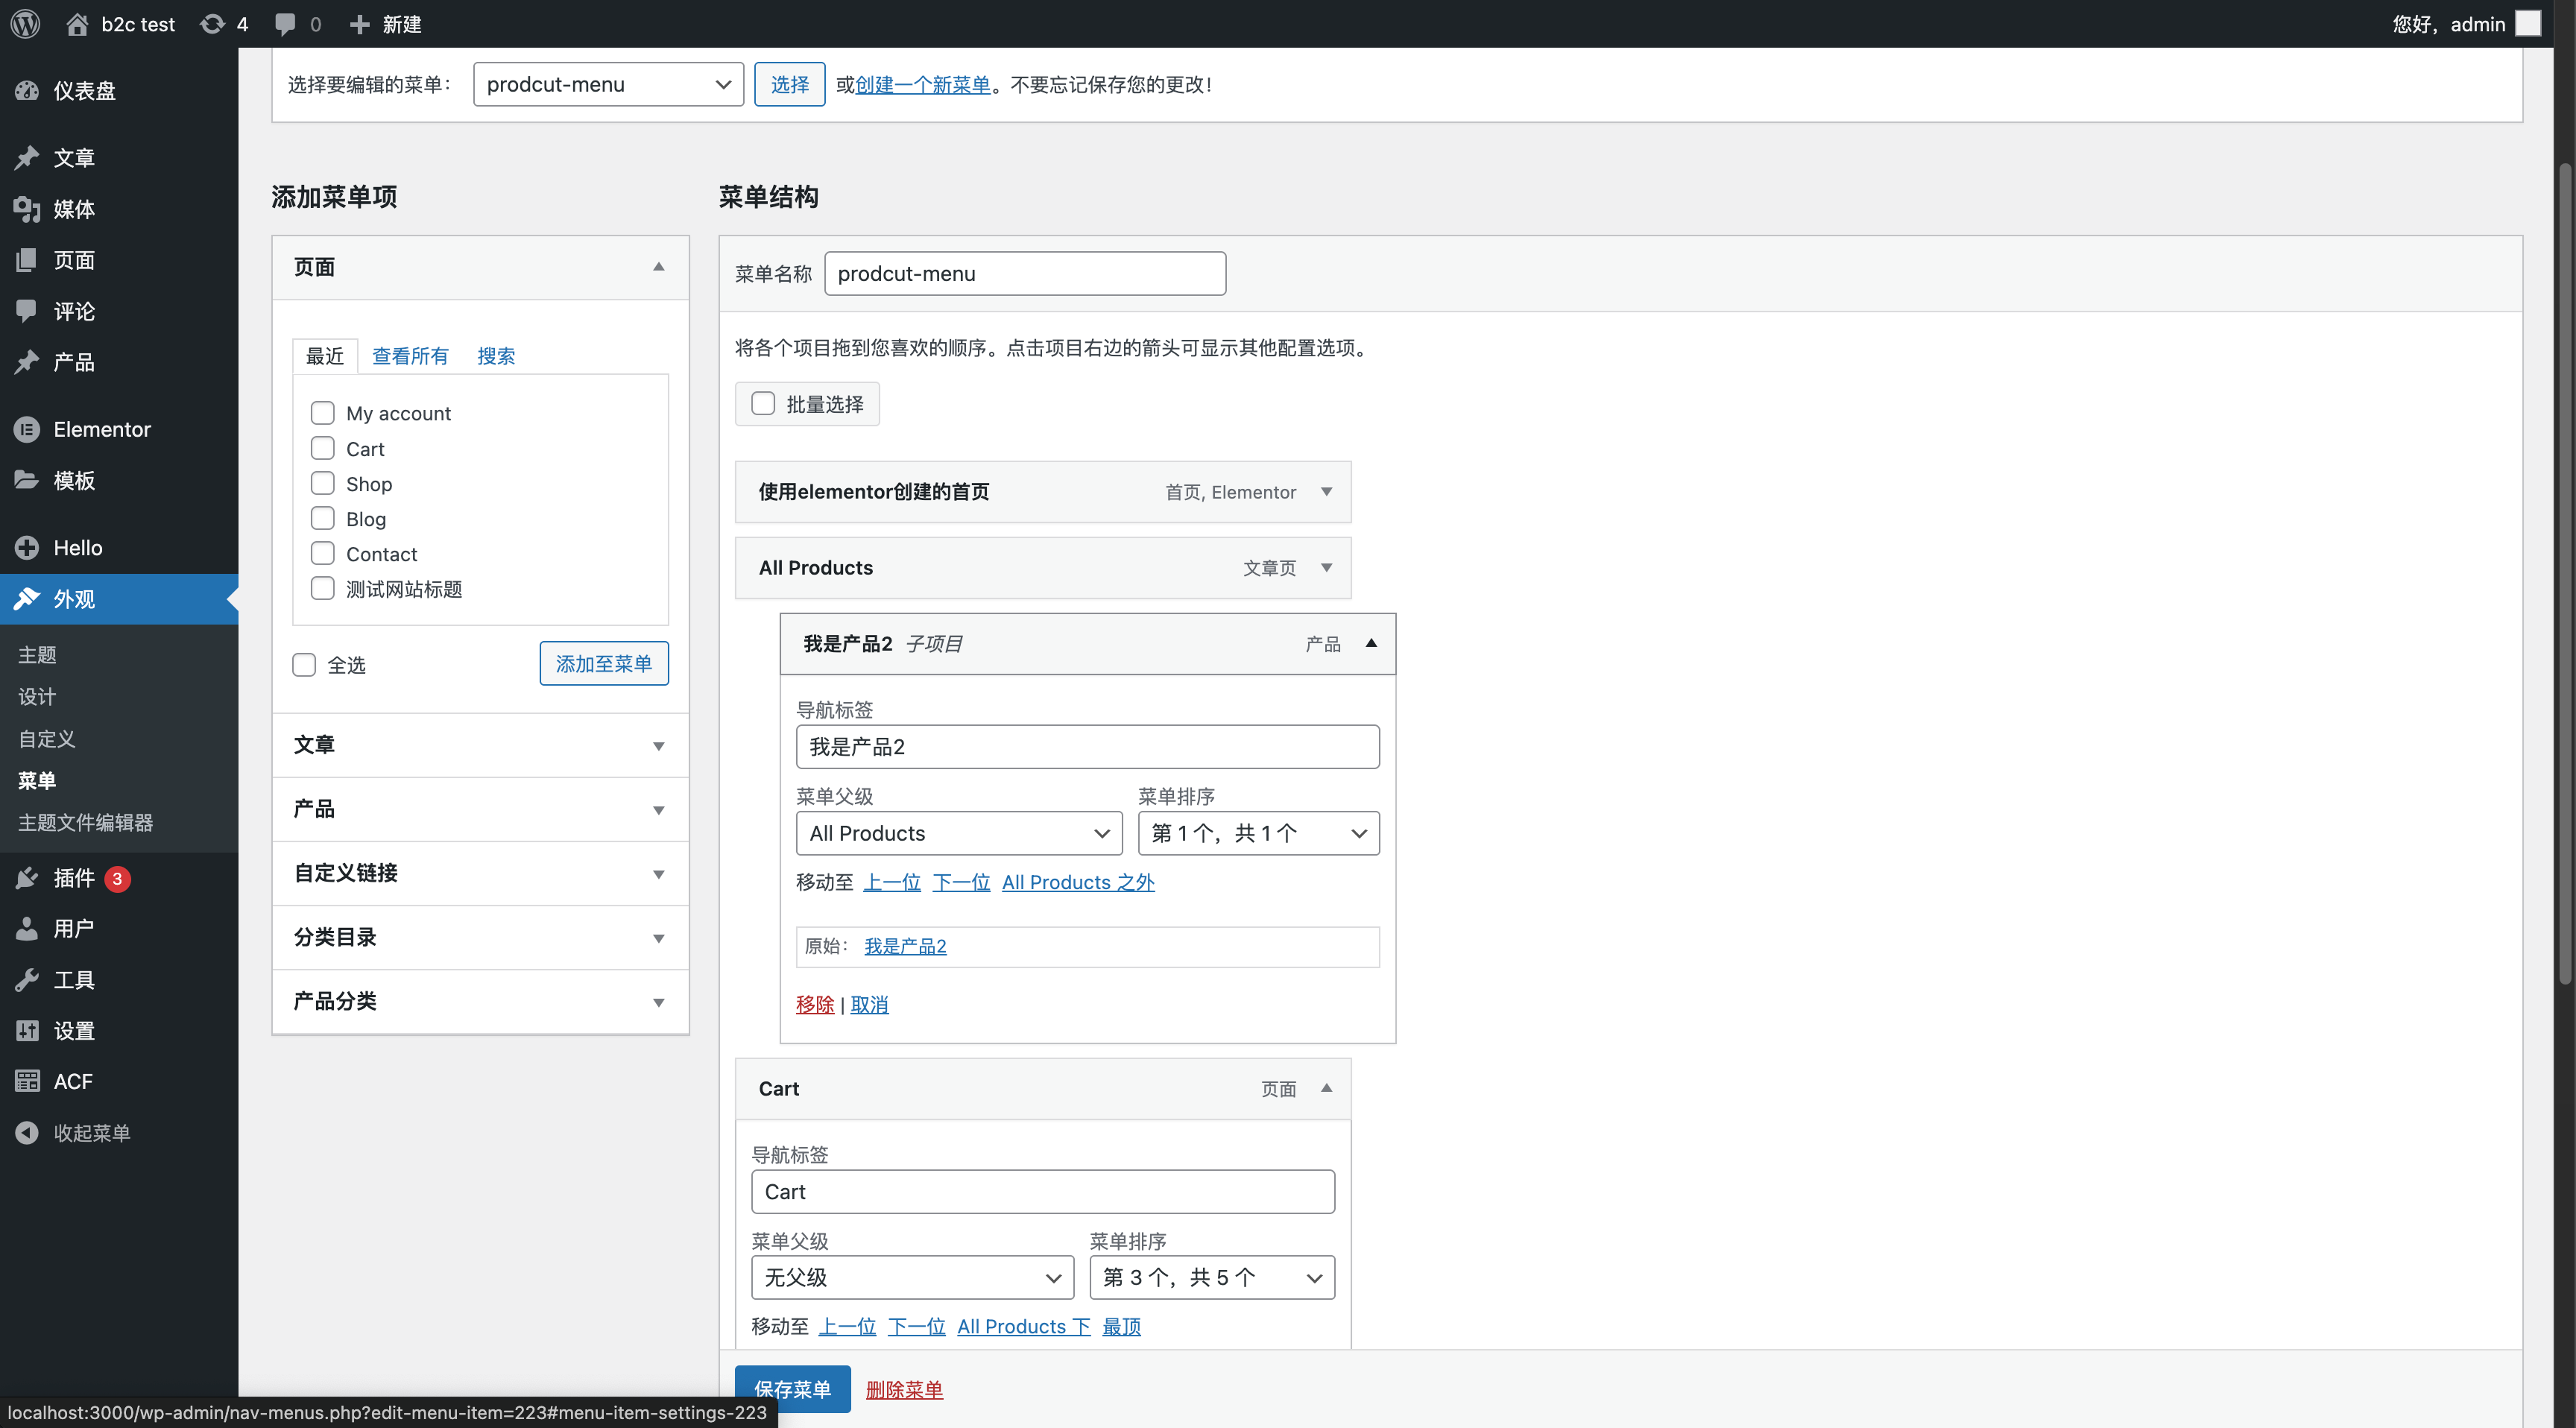 b2c test 4 0 新建 您好，admin
仪表盘
文章
媒体
页面
评论
产品
Elementor
模板
Hello
外观
主题
设计
自定义
菜单
主题文件编辑器
插件 3
用户
工具
设置
ACF
收起菜单
选择要编辑的菜单： prodcut-menu 选择 或创建一个新菜单。不要忘记保存您的更改！
添加菜单项
页面
最近 查看所有 搜索
My account
Cart
Shop
Blog
Contact
测试网站标题
全选 添加至菜单
文章
产品
自定义链接
分类目录
产品分类
菜单结构
菜单名称 prodcut-menu
将各个项目拖到您喜欢的顺序。点击项目右边的箭头可显示其他配置选项。
批量选择
使用elementor创建的首页 首页, Elementor
All Products 文章页
我是产品2 子项目 产品
导航标签
我是产品2
菜单父级 菜单排序
All Products 第 1 个，共 1 个
移动至 上一位 下一位 All Products 之外
原始： 我是产品2
移除 | 取消
Cart 页面
导航标签
Cart
菜单父级 菜单排序
无父级 第 3 个，共 5 个
移动至 上一位 下一位 All Products 下 最顶
保存菜单 删除菜单
localhost:3000/wp-admin/nav-menus.php?edit-menu-item=223#menu-item-settings-223